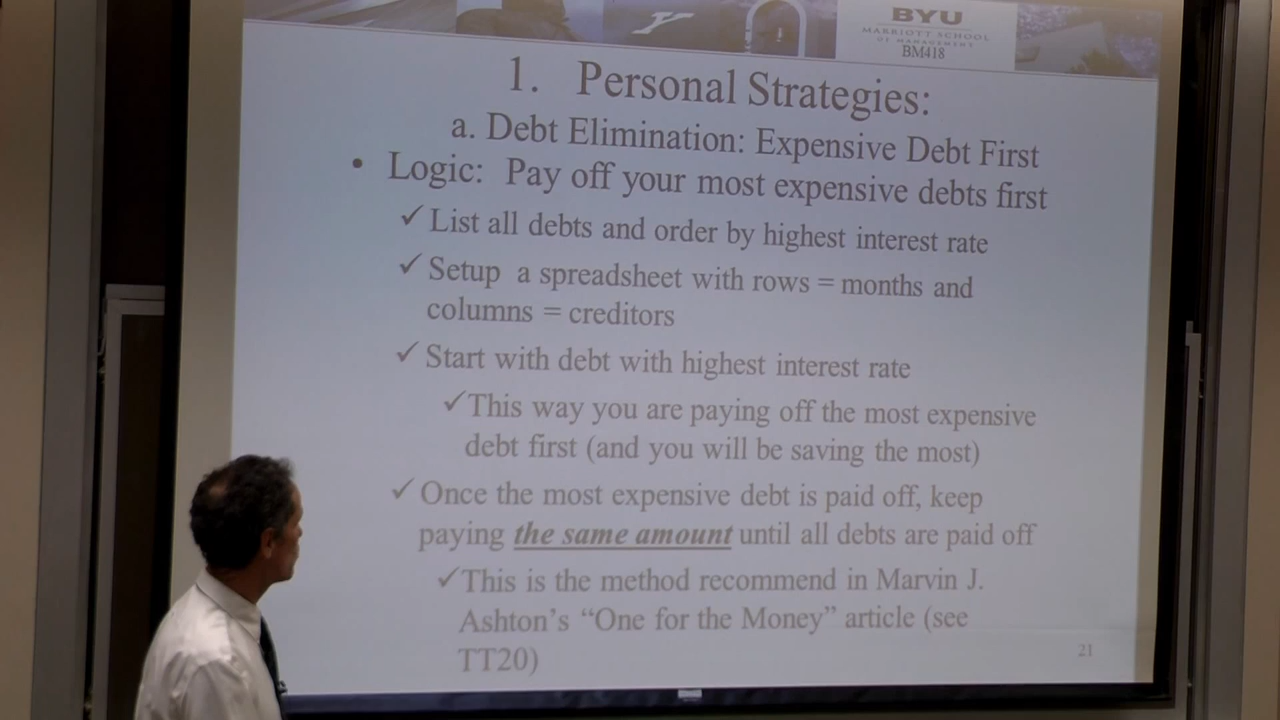 BYU
MARRIOTT SCHOOL
OF MANAGEMENT
BM418
1. Personal Strategies:
a. Debt Elimination: Expensive Debt First
• Logic: Pay off your most expensive debts first
✓ List all debts and order by highest interest rate
✓ Setup a spreadsheet with rows = months and
columns = creditors
✓ Start with debt with highest interest rate
✓ This way you are paying off the most expensive
debt first (and you will be saving the most)
✓ Once the most expensive debt is paid off, keep
paying the same amount until all debts are paid off
✓ This is the method recommend in Marvin J.
Ashton's “One for the Money” article (see
TT20)
21